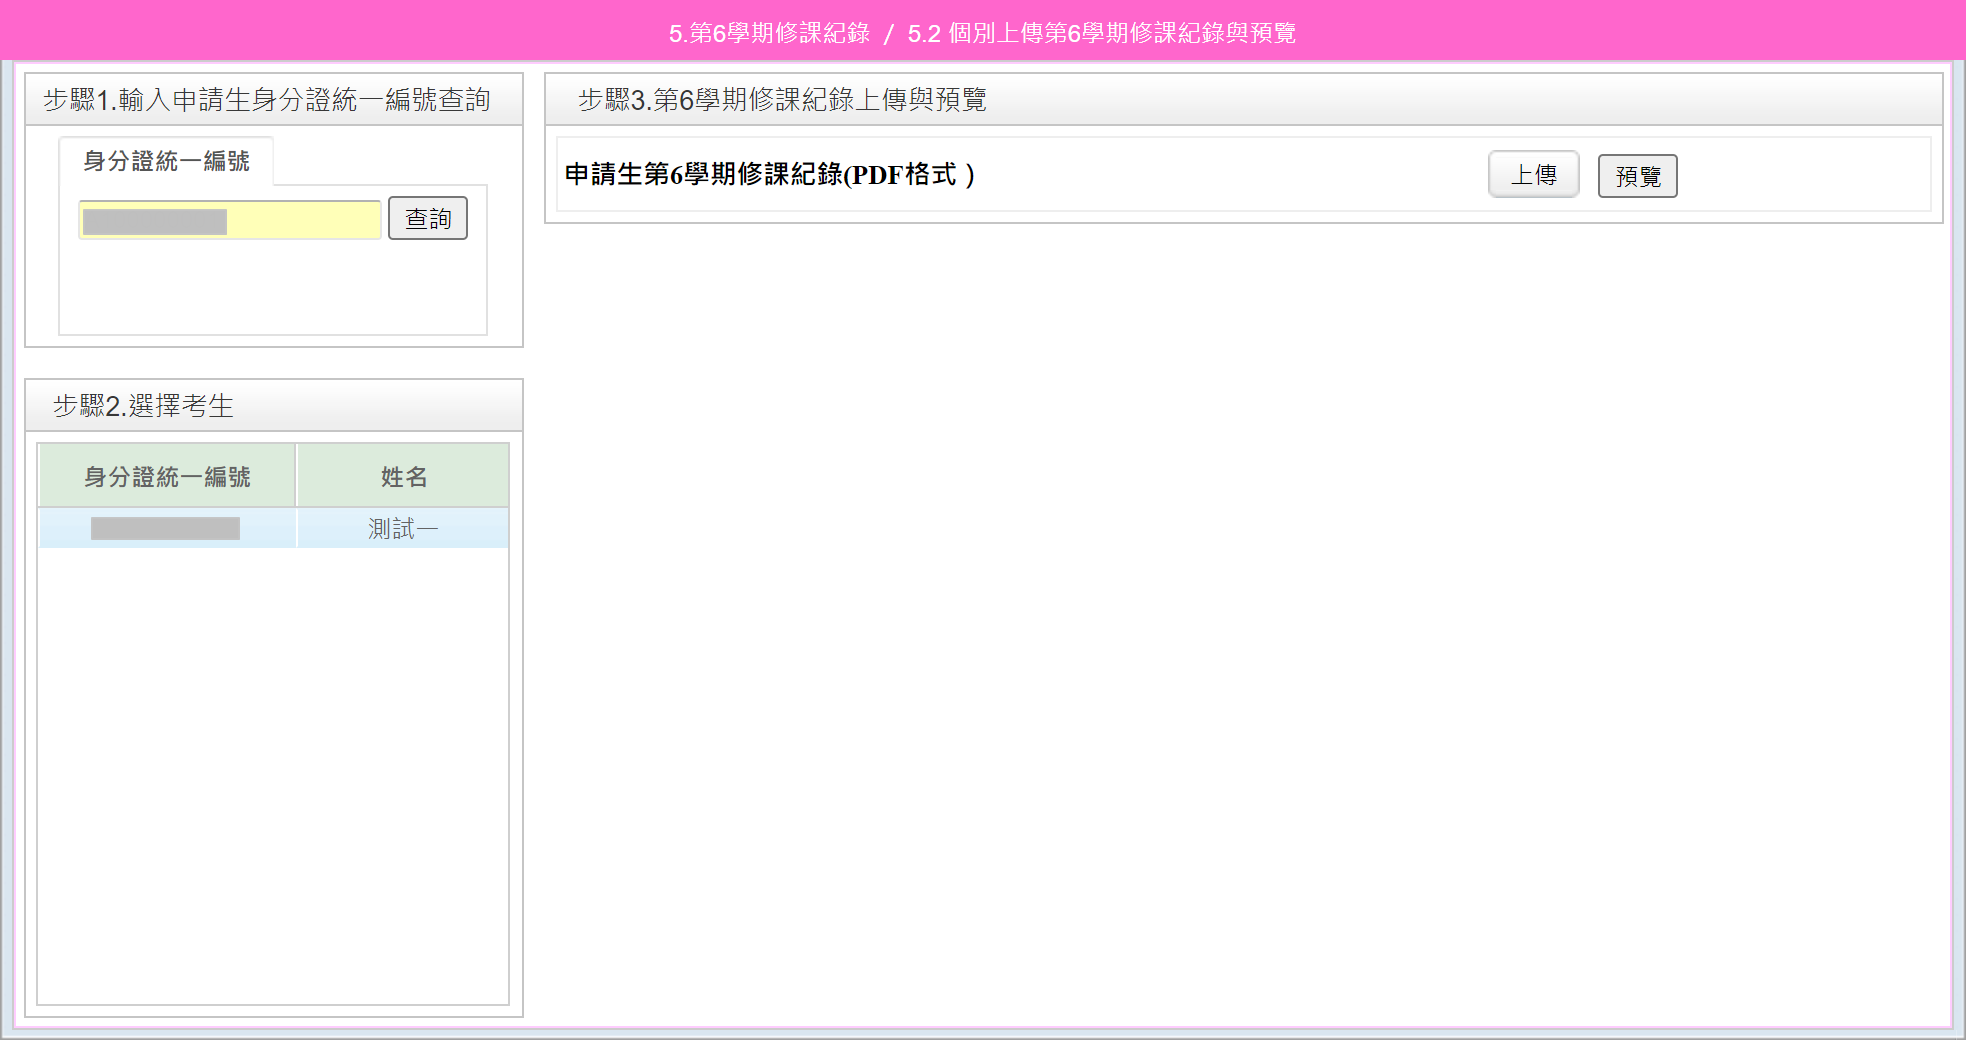 5.第6學期修課紀錄 / 5.2 個別上傳第6學期修課紀錄與預覽
步驟1.輸入申請生身分證統一編號查詢
身分證統一編號
查詢
步驟2.選擇考生
身分證統一編號 姓名
測試一
步驟3.第6學期修課紀錄上傳與預覽
申請生第6學期修課紀錄(PDF格式) 上傳 預覽